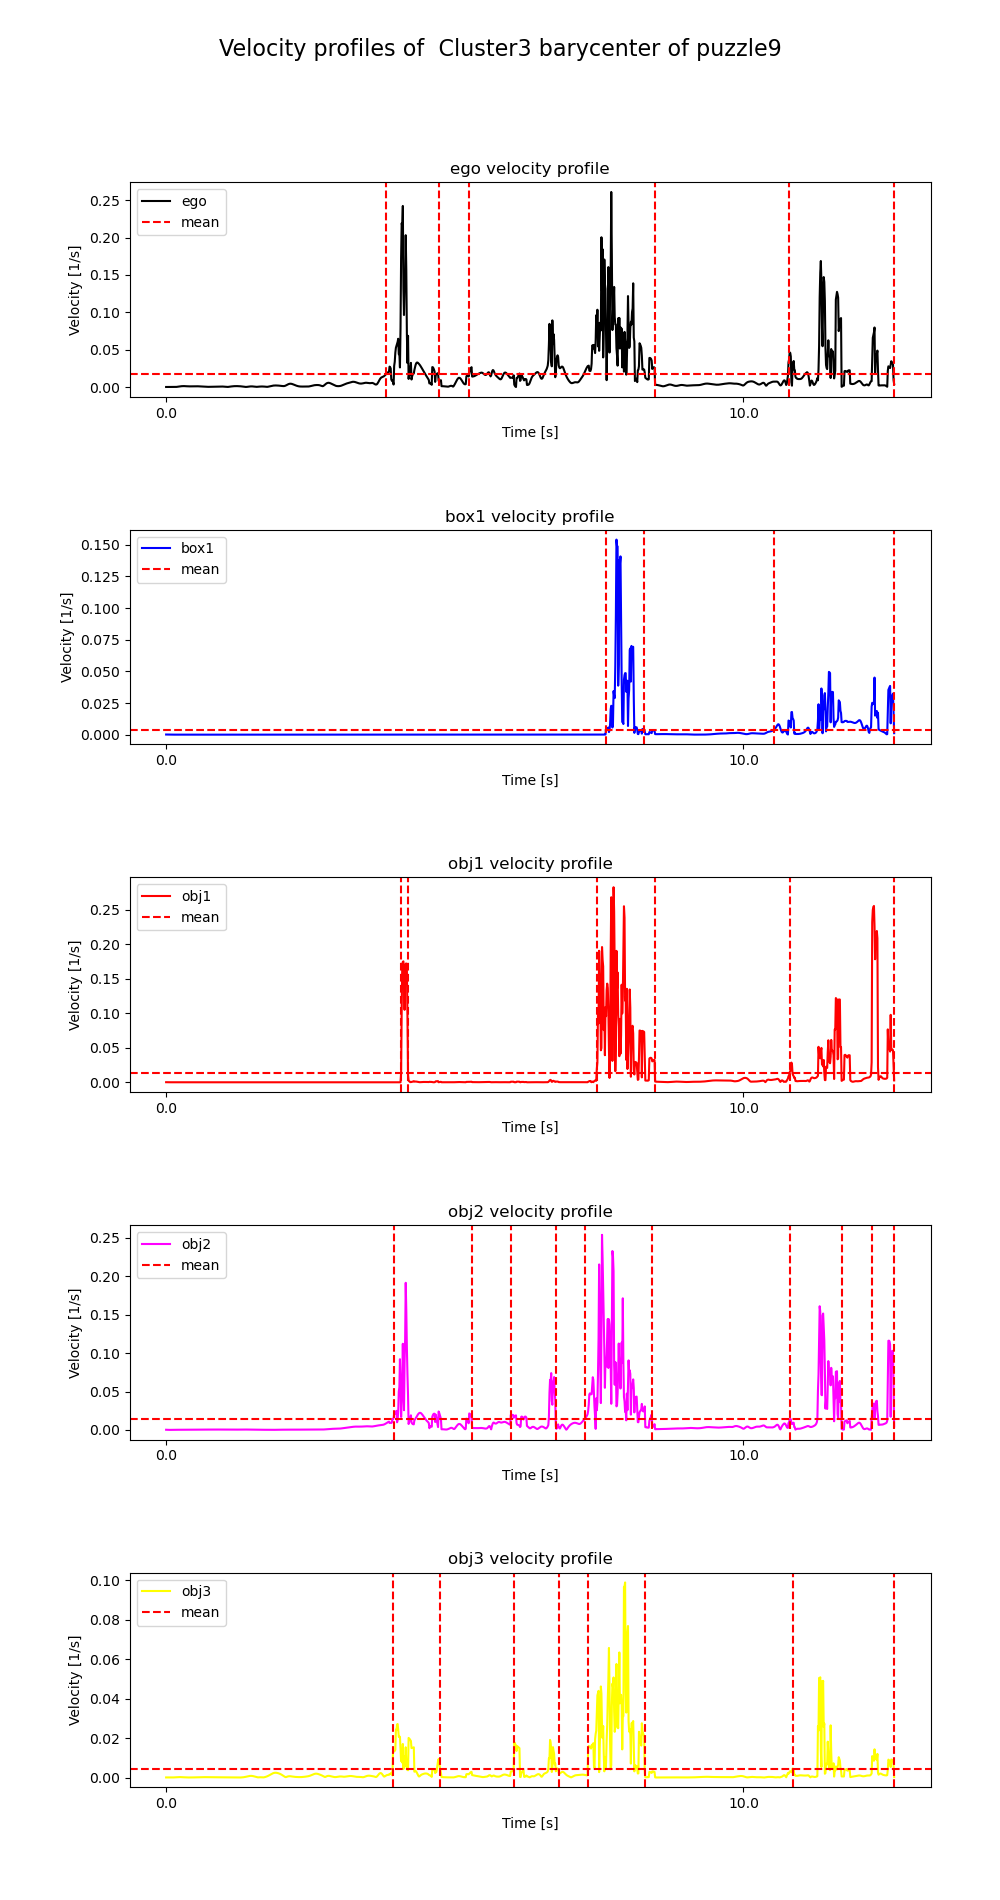 Velocity profiles of  Cluster3 barycenter of puzzle9
ego velocity profile
ego
mean
0.25
0.20
0.15
0.10
0.05
0.00
Velocity [1/s]
0.0
10.0
Time [s]
box1 velocity profile
box1
mean
0.150
0.125
0.100
0.075
0.050
0.025
0.000
Velocity [1/s]
0.0
10.0
Time [s]
obj1 velocity profile
obj1
mean
0.25
0.20
0.15
0.10
0.05
0.00
Velocity [1/s]
0.0
10.0
Time [s]
obj2 velocity profile
obj2
mean
0.25
0.20
0.15
0.10
0.05
0.00
Velocity [1/s]
0.0
10.0
Time [s]
obj3 velocity profile
obj3
mean
0.10
0.08
0.06
0.04
0.02
0.00
Velocity [1/s]
0.0
10.0
Time [s]